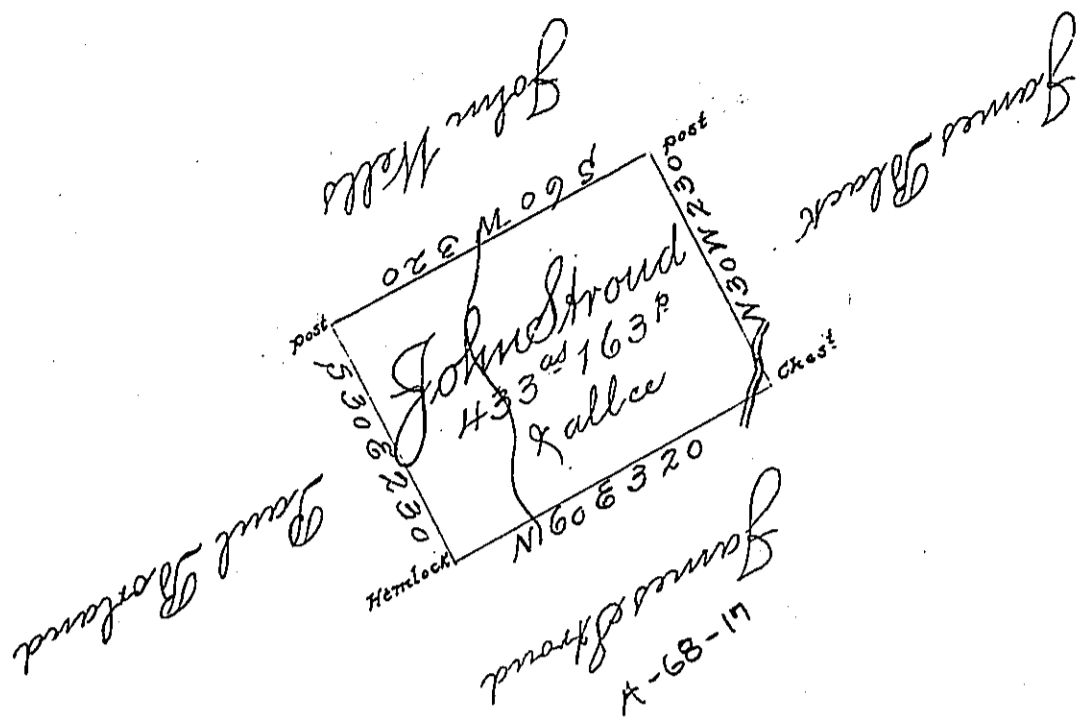 John Wells
James Black
post
S 60 W 320
post
N 30 W 230
John Stroud
433 as 163 p
& allce
S 30 E 230
Chest
N 60 E 320
Hemlock
Paul Borland
James Stroud
A-68-17